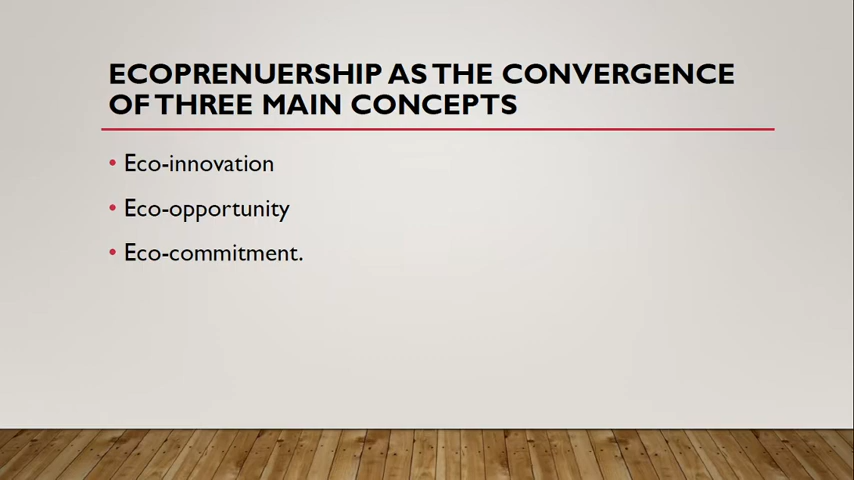 ECOPRENUERSHIP AS THE CONVERGENCE
OF THREE MAIN CONCEPTS
• Eco-innovation
• Eco-opportunity
• Eco-commitment.